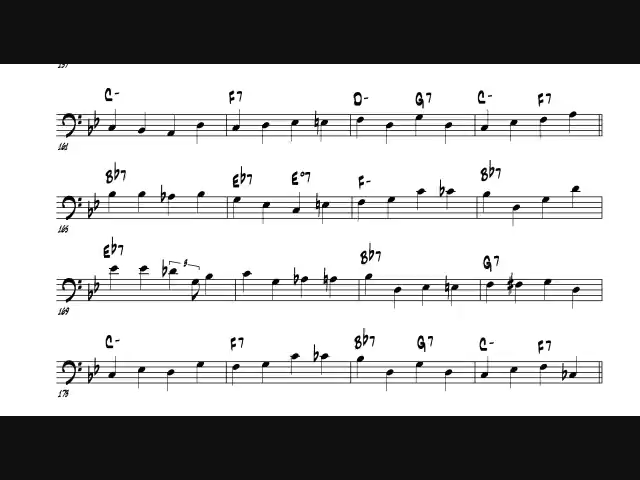 C- F7 D- G7 C- F7
161
Bb7 Eb7 E°7 F- Bb7
165
Eb7 3 Bb7 G7
169
C- F7 Bb7 G7 C- F7
173